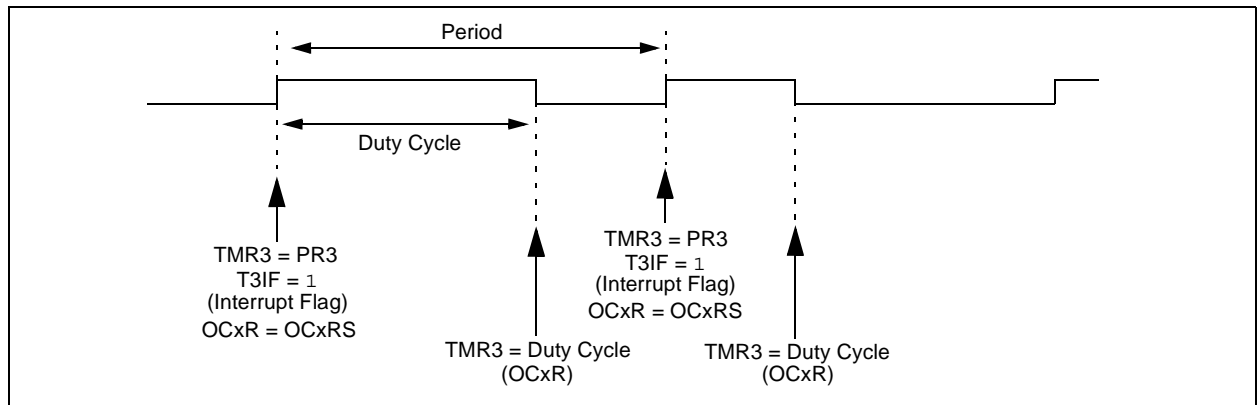 Period
Duty Cycle
TMR3 = PR3
T3IF = 1
(Interrupt Flag)
OCxR = OCxRS
TMR3 = Duty Cycle
(OCxR)
TMR3 = PR3
T3IF = 1
(Interrupt Flag)
OCxR = OCxRS
TMR3 = Duty Cycle
(OCxR)